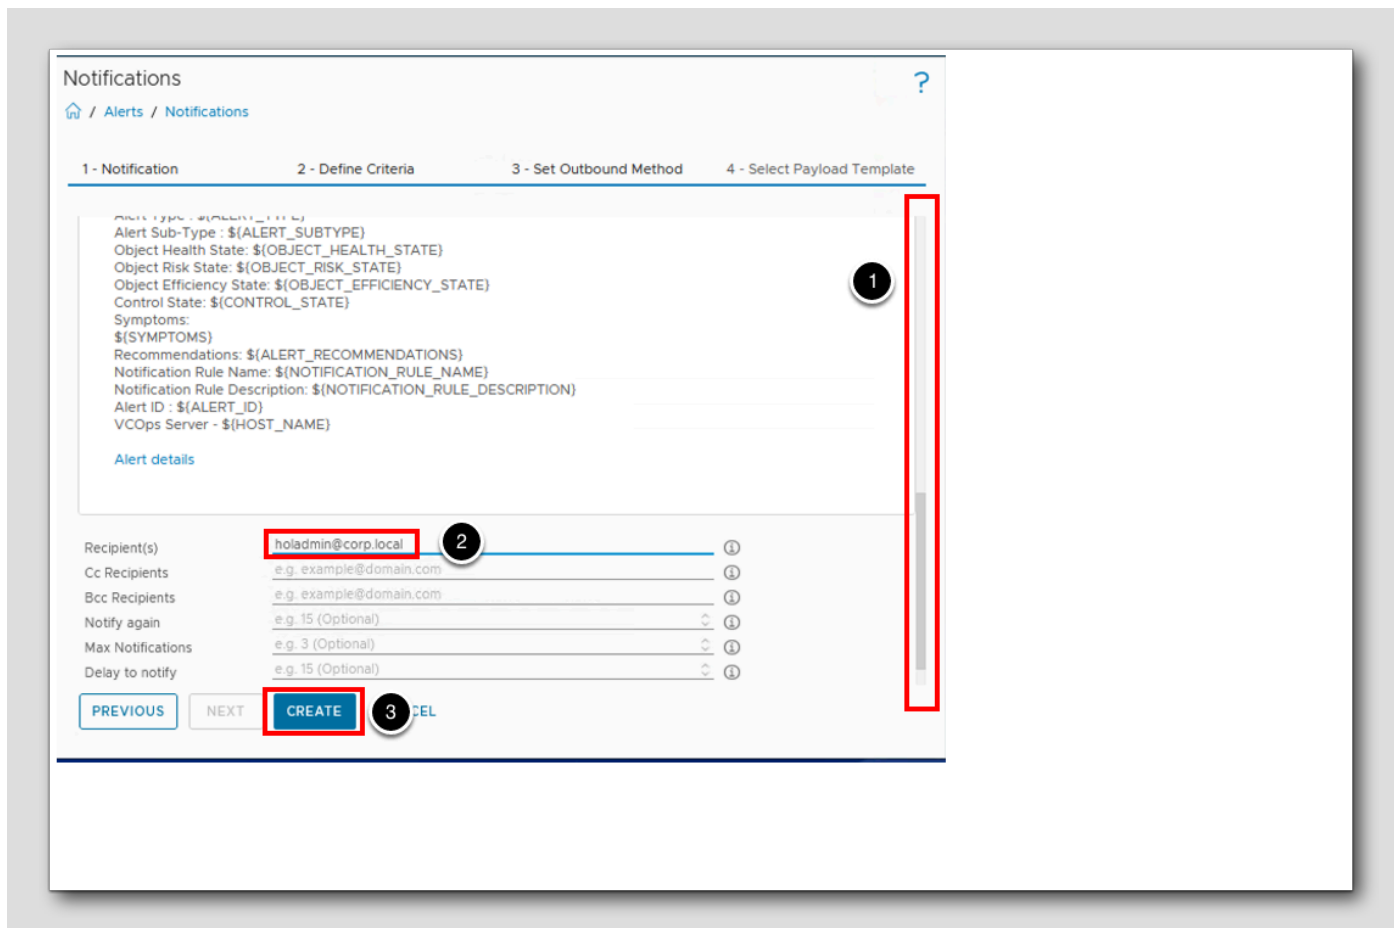 Notifications
?
/ Alerts / Notifications
1 - Notification 2 - Define Criteria 3 - Set Outbound Method 4 - Select Payload Template
Alert Type : ${ALERT_TYPE}
Alert Sub-Type : ${ALERT_SUBTYPE}
Object Health State: ${OBJECT_HEALTH_STATE}
Object Risk State: ${OBJECT_RISK_STATE}
Object Efficiency State: ${OBJECT_EFFICIENCY_STATE}
1
Control State: ${CONTROL_STATE}
Symptoms:
${SYMPTOMS}
Recommendations: ${ALERT_RECOMMENDATIONS}
Notification Rule Name: ${NOTIFICATION_RULE_NAME}
Notification Rule Description: ${NOTIFICATION_RULE_DESCRIPTION}
Alert ID : ${ALERT_ID}
VCOps Server - ${HOST_NAME}
Alert details
Recipient(s) holadmin@corp.local 2
Cc Recipients e.g. example@domain.com
Bcc Recipients e.g. example@domain.com
Notify again e.g. 15 (Optional)
Max Notifications e.g. 3 (Optional)
Delay to notify e.g. 15 (Optional)
PREVIOUS NEXT CREATE 3 CEL